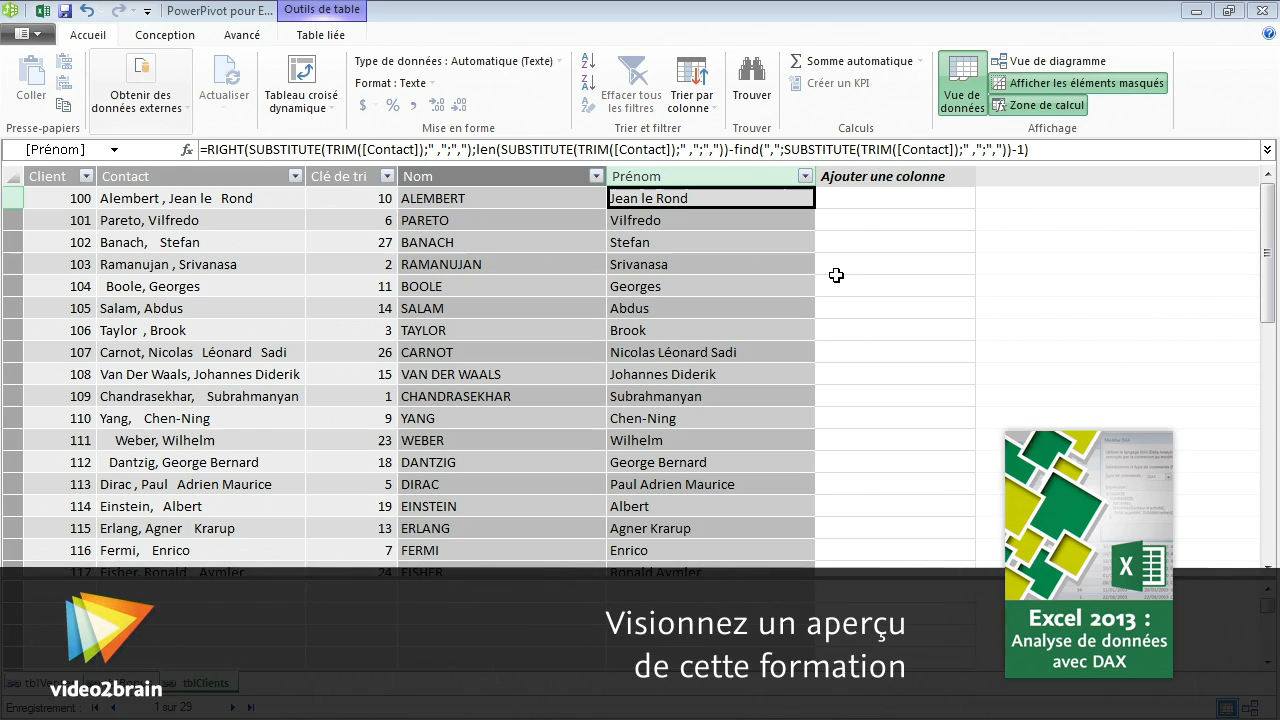 PowerPivot pour E... Outils de table
Accueil Conception Avancé Table liée
Coller
Obtenir des données externes
Actualiser
Tableau croisé dynamique
Type de données : Automatique (Texte)
Format : Texte
$ % ,
Effacer tous les filtres
Trier par colonne
Trouver
Somme automatique
Créer un KPI
Vue de données
Vue de diagramme
Afficher les éléments masqués
Zone de calcul
Presse-papiers Mise en forme Trier et filtrer Trouver Calculs Affichage
[Prénom] fx =RIGHT(SUBSTITUTE(TRIM([Contact]);" ,";",");len(SUBSTITUTE(TRIM([Contact]);" ,";","))-find(",";SUBSTITUTE(TRIM([Contact]);" ,";","))-1)
Client Contact Clé de tri Nom Prénom Ajouter une colonne
100 Alembert , Jean le   Rond 10 ALEMBERT Jean le Rond
101 Pareto, Vilfredo 6 PARETO Vilfredo
102 Banach,    Stefan 27 BANACH Stefan
103 Ramanujan , Srivanasa 2 RAMANUJAN Srivanasa
104 Boole, Georges 11 BOOLE Georges
105 Salam, Abdus 14 SALAM Abdus
106 Taylor  , Brook 3 TAYLOR Brook
107 Carnot, Nicolas   Léonard   Sadi 26 CARNOT Nicolas Léonard Sadi
108 Van Der Waals, Johannes Diderik 15 VAN DER WAALS Johannes Diderik
109 Chandrasekhar,    Subrahmanyan 1 CHANDRASEKHAR Subrahmanyan
110 Yang,    Chen-Ning 9 YANG Chen-Ning
111 Weber, Wilhelm 23 WEBER Wilhelm
112 Dantzig, George Bernard 18 DANTZIG George Bernard
113 Dirac , Paul   Adrien Maurice 5 DIRAC Paul Adrien Maurice
114 Einstein,   Albert 19 EINSTEIN Albert
115 Erlang, Agner   Krarup 13 ERLANG Agner Krarup
116 Fermi,    Enrico 7 FERMI Enrico
117 Fisher, Ronald   Aymler 24 FISHER Ronald Aymler
Visionnez un aperçu
de cette formation
Excel 2013 :
Analyse de données
avec DAX
video2brain
tblClients
Enregistrement : 1 sur 29